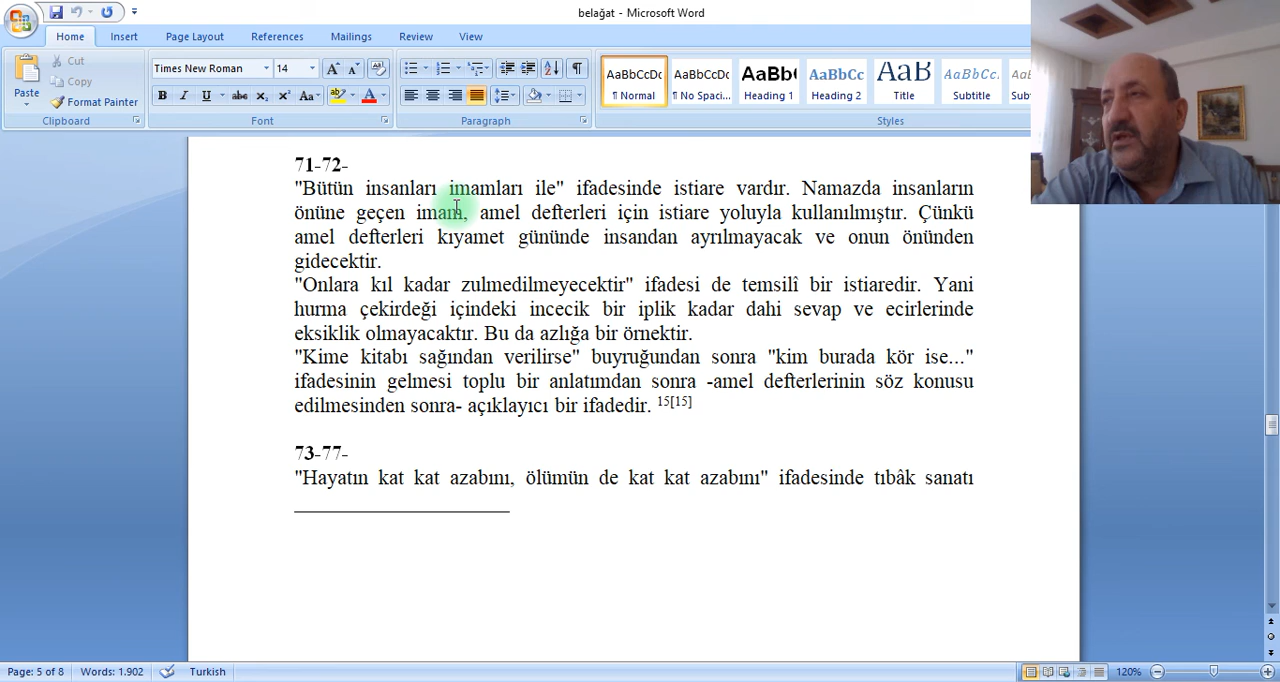 belağat - Microsoft Word
Home Insert Page Layout References Mailings Review View
Paste
Cut
Copy
Format Painter
Clipboard
Times New Roman 14
Font
Paragraph
AaBbCcDc AaBbCcDc AaBb( AaBbCc AaB AaBbCc.
¶ Normal ¶ No Spaci... Heading 1 Heading 2 Title Subtitle
Styles
71-72-
"Bütün insanları imamları ile" ifadesinde istiare vardır. Namazda insanların
önüne geçen imam, amel defterleri için istiare yoluyla kullanılmıştır. Çünkü
amel defterleri kıyamet gününde insandan ayrılmayacak ve onun önünden
gidecektir.
"Onlara kıl kadar zulmedilmeyecektir" ifadesi de temsilî bir istiaredir. Yani
hurma çekirdeği içindeki incecik bir iplik kadar dahi sevap ve ecirlerinde
eksiklik olmayacaktır. Bu da azlığa bir örnektir.
"Kime kitabı sağından verilirse" buyruğundan sonra "kim burada kör ise..."
ifadesinin gelmesi toplu bir anlatımdan sonra -amel defterlerinin söz konusu
edilmesinden sonra- açıklayıcı bir ifadedir. 15[15]
73-77-
"Hayatın kat kat azabını, ölümün de kat kat azabını" ifadesinde tıbâk sanatı
Page: 5 of 8 Words: 1.902 Turkish 120%